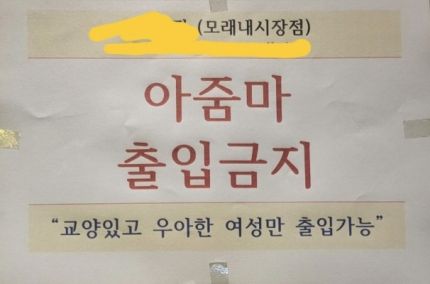 (모래내시장점)
아줌마
출입금지
“교양있고 우아한 여성만 출입가능”